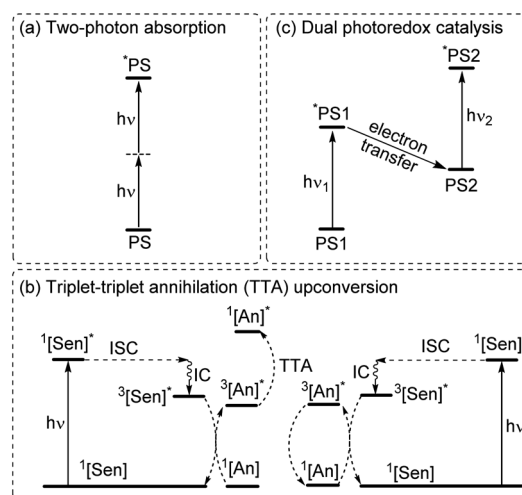 (a) Two-photon absorption
*PS
hν
hν
PS
(c) Dual photoredox catalysis
*PS2
*PS1
electron
transfer
hν₂
hν₁
PS2
PS1
(b) Triplet-triplet annihilation (TTA) upconversion
¹[An]*
¹[Sen]*
ISC
IC
TTA
³[Sen]*
³[An]*
hν
¹[Sen]
¹[An]
ISC
¹[Sen]
IC
³[An]*
³[Sen]*
hν
¹[An]
¹[Sen]